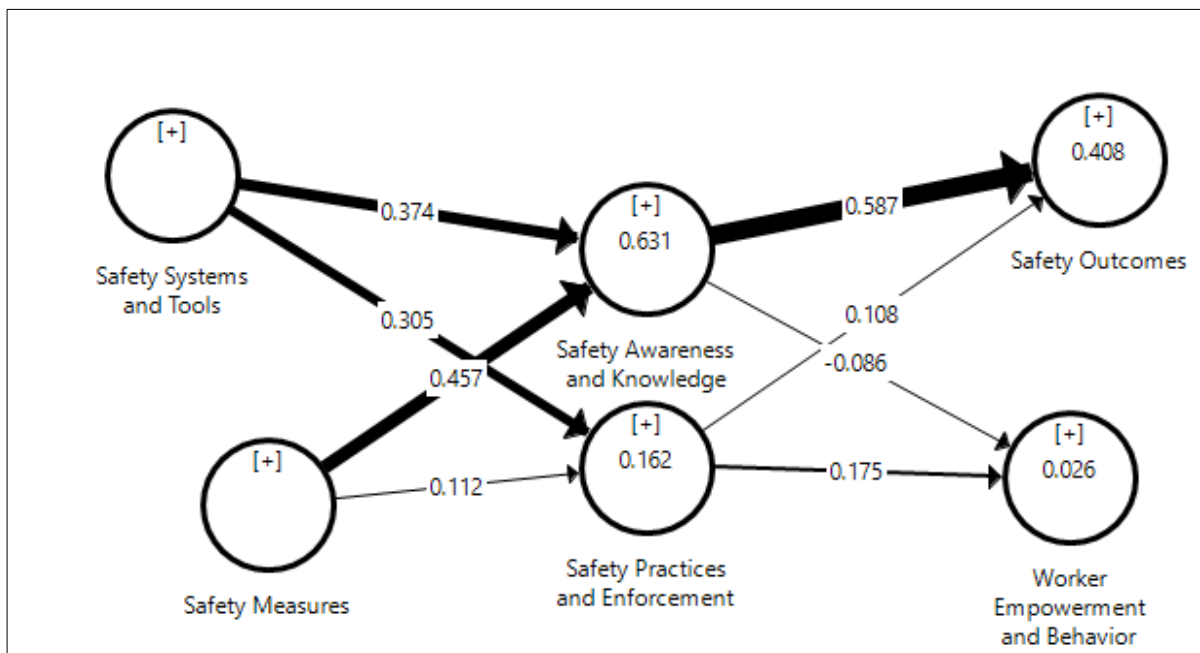 [+]
Safety Systems
and Tools
[+]
Safety Measures
0.374
0.305
0.457
0.112
[+]
0.631
Safety Awareness
and Knowledge
[+]
0.162
Safety Practices
and Enforcement
0.587
0.108
-0.086
0.175
[+]
0.408
Safety Outcomes
[+]
0.026
Worker
Empowerment
and Behavior